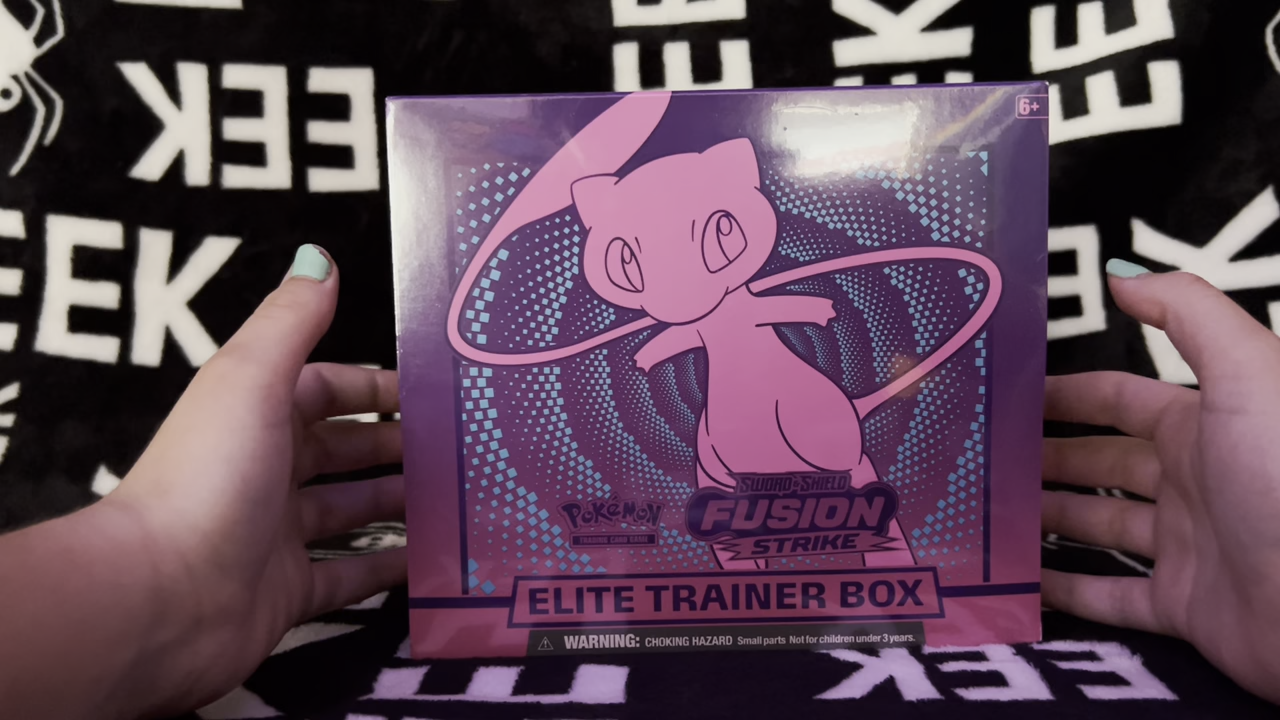 EEK
EEK
6+
SWORD & SHIELD
Pokémon
FUSION
TRADING CARD GAME
STRIKE
ELITE TRAINER BOX
WARNING: CHOKING HAZARD Small parts Not for children under 3 years.
EEK